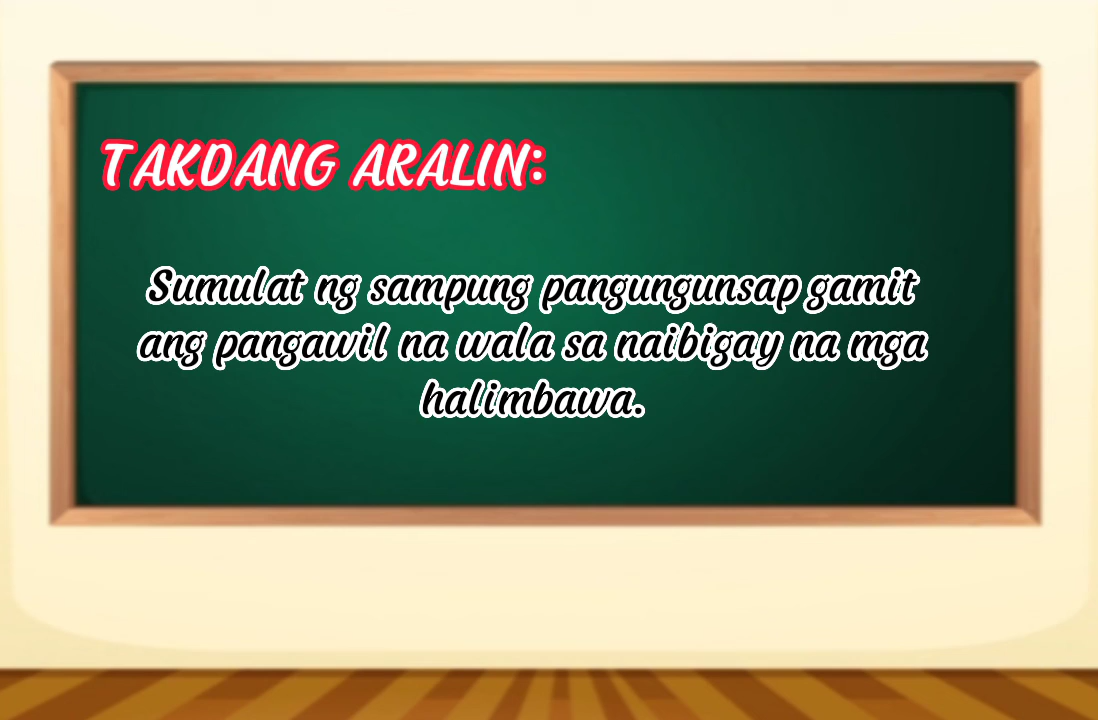 TAKDANG ARALIN:
Sumulat ng sampung pangungunsap gamit
ang pangawil na wala sa naibigay na mga
halimbawa.